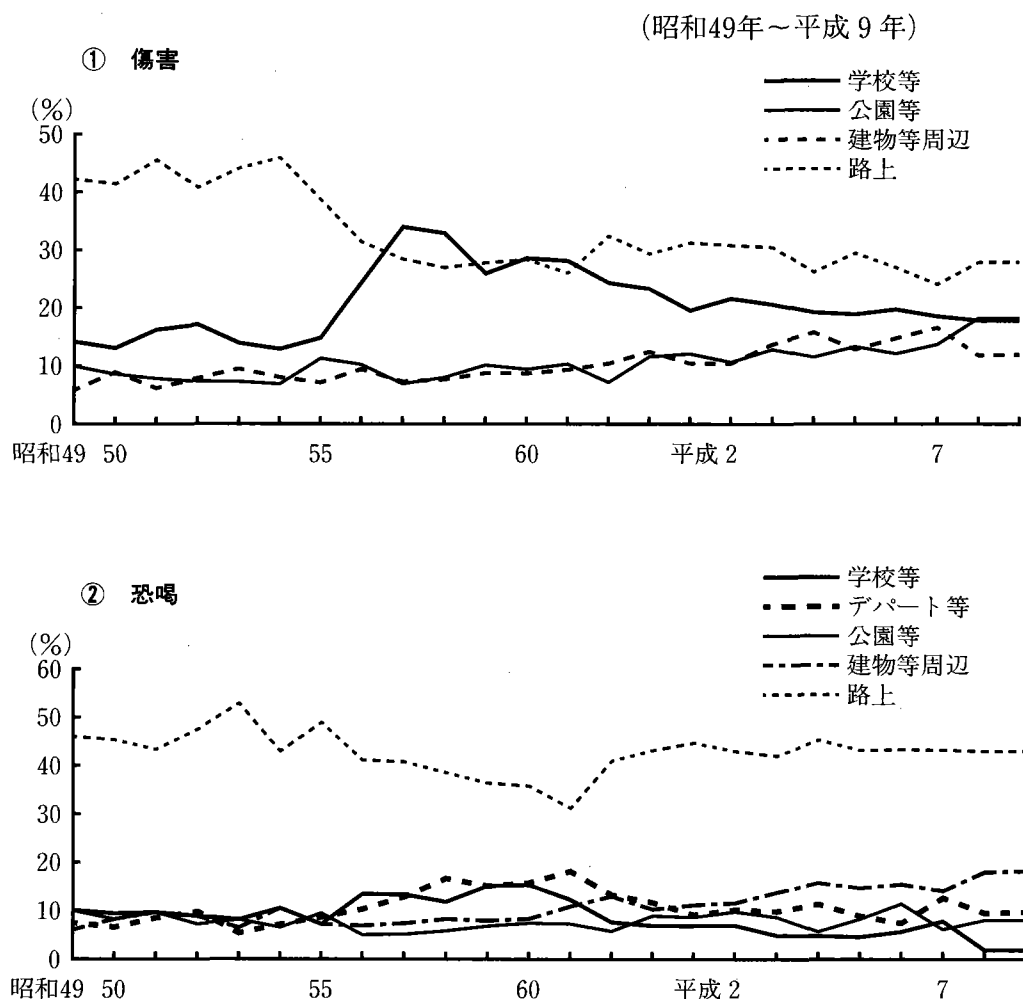 (昭和49年～平成9年)
① 傷害
学校等
公園等
建物等周辺
路上
(%)
50
40
30
20
10
0
昭和49 50 55 60 平成2 7
② 恐喝
学校等
デパート等
公園等
建物等周辺
路上
(%)
60
50
40
30
20
10
0
昭和49 50 55 60 平成2 7